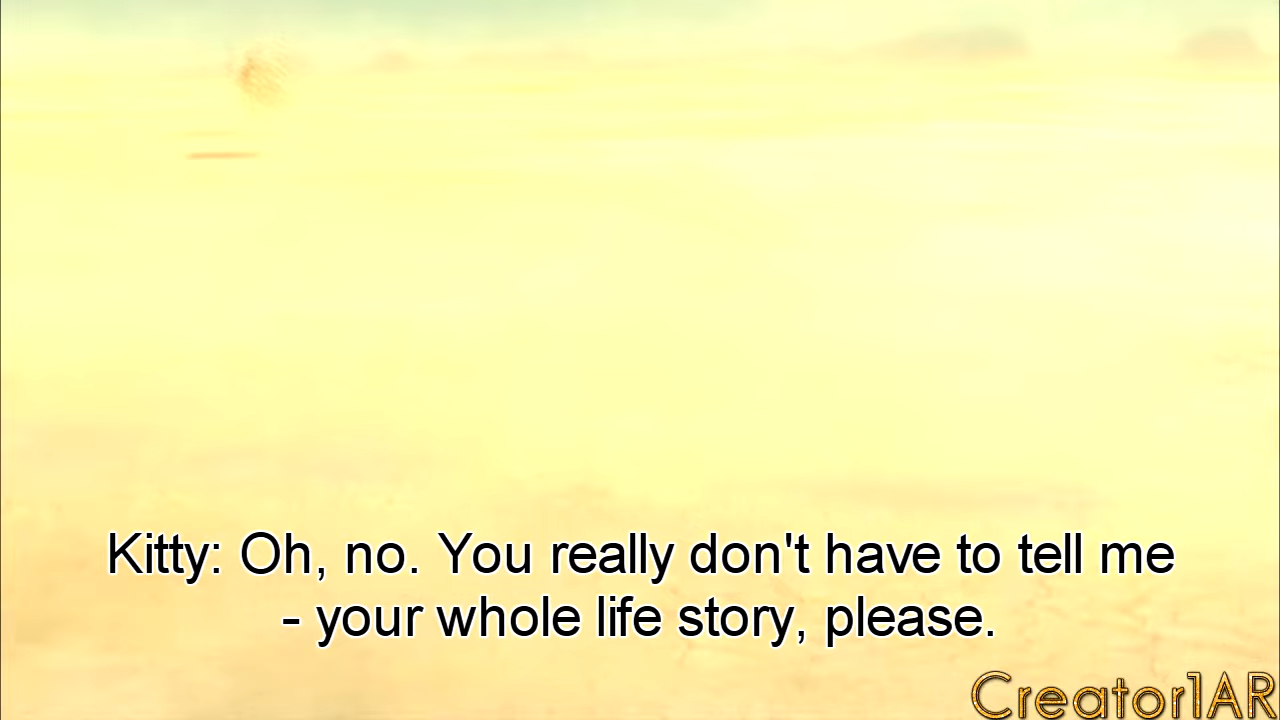 Kitty: Oh, no. You really don't have to tell me
- your whole life story, please.
Creator1AR